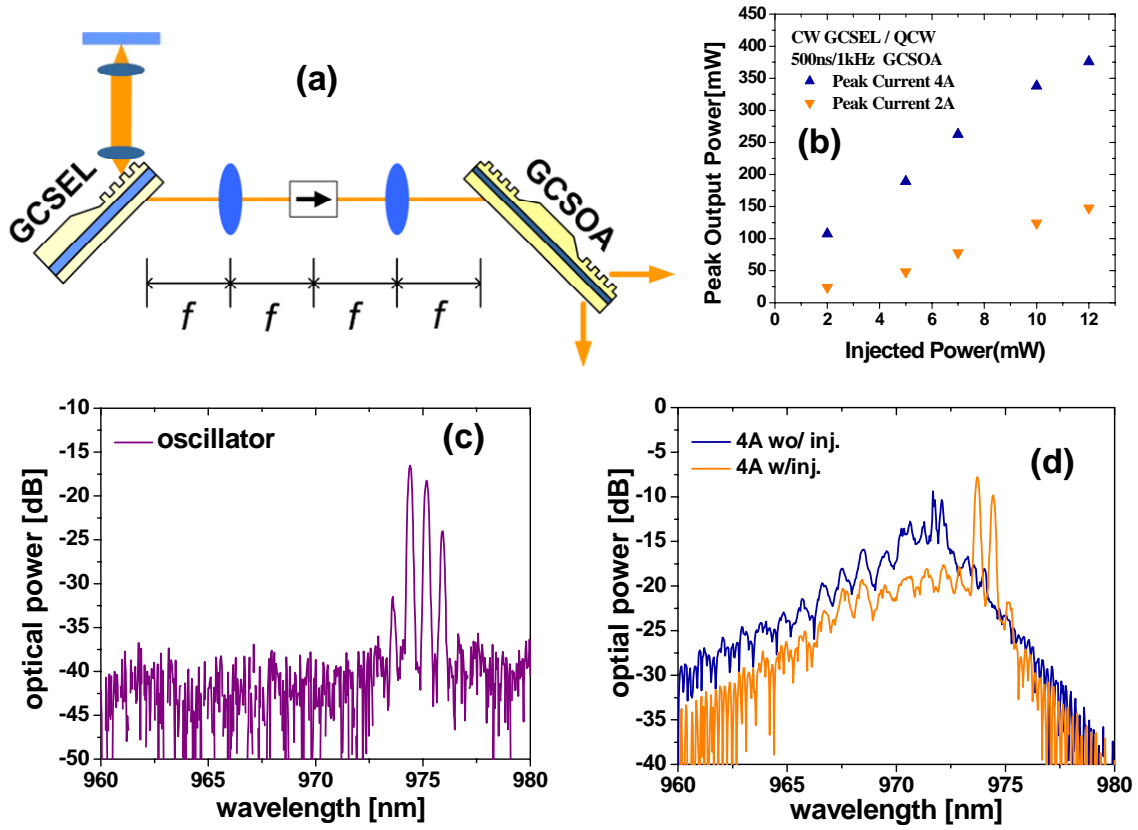 (a)
GCSEL
GCSOA
f f f f
(b)
450
400
350
300
250
200
150
100
50
0
Peak Output Power[mW]
CW GCSEL / QCW
500ns/1kHz GCSOA
Peak Current 4A
Peak Current 2A
0 2 4 6 8 10 12
Injected Power(mW)
(c)
-10
-15
-20
-25
-30
-35
-40
-45
-50
optical power [dB]
oscillator
960 965 970 975 980
wavelength [nm]
(d)
0
-5
-10
-15
-20
-25
-30
-35
-40
optial power [dB]
4A wo/ inj.
4A w/inj.
960 965 970 975 980
wavelength [nm]